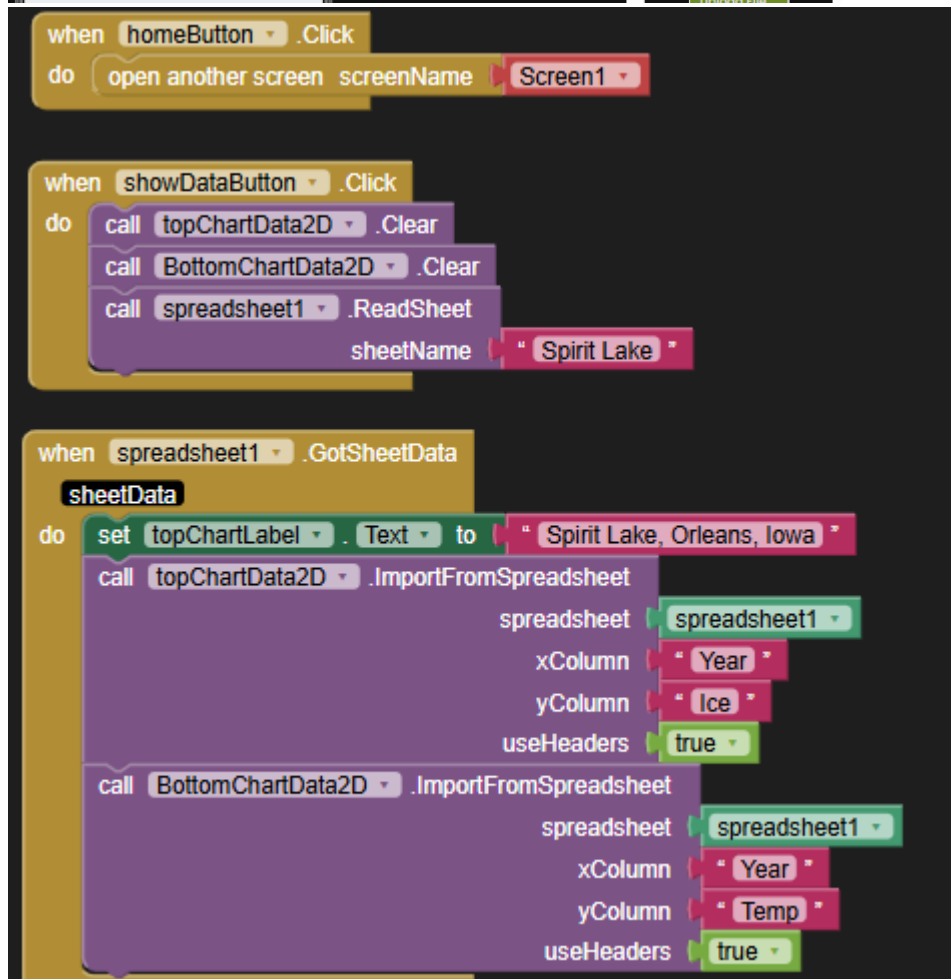 when homeButton .Click
do open another screen screenName Screen1
when showDataButton .Click
do call topChartData2D .Clear
call BottomChartData2D .Clear
call spreadsheet1 .ReadSheet
sheetName “ Spirit Lake ”
when spreadsheet1 .GotSheetData
sheetData
do set topChartLabel . Text to “ Spirit Lake, Orleans, Iowa ”
call topChartData2D .ImportFromSpreadsheet
spreadsheet spreadsheet1
xColumn “ Year ”
yColumn “ Ice ”
useHeaders true
call BottomChartData2D .ImportFromSpreadsheet
spreadsheet spreadsheet1
xColumn “ Year ”
yColumn “ Temp ”
useHeaders true